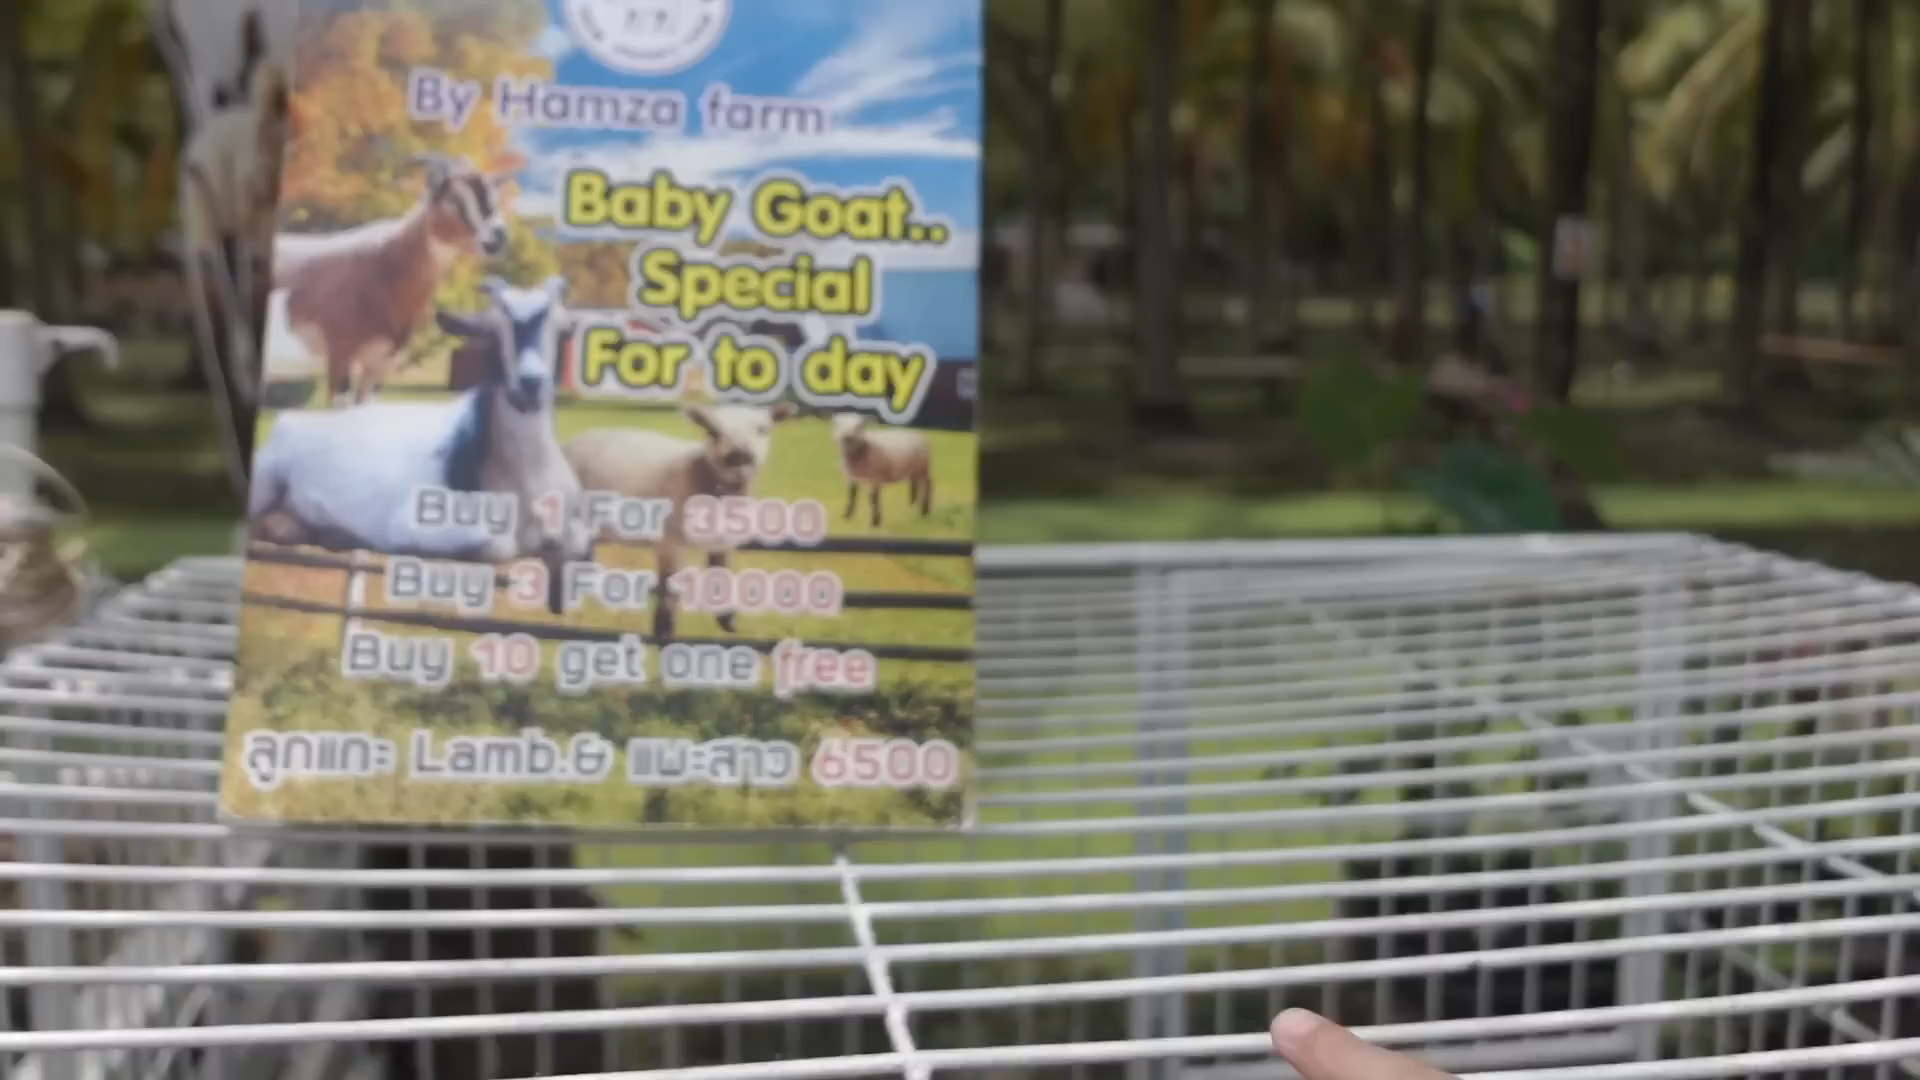 By Hamza farm
Baby Goat..
Special
For to day
Buy 1 For 3500
Buy 3 For 10000
Buy 10 get one free
ลูกแกะ Lamb.& แพะสาว 6500